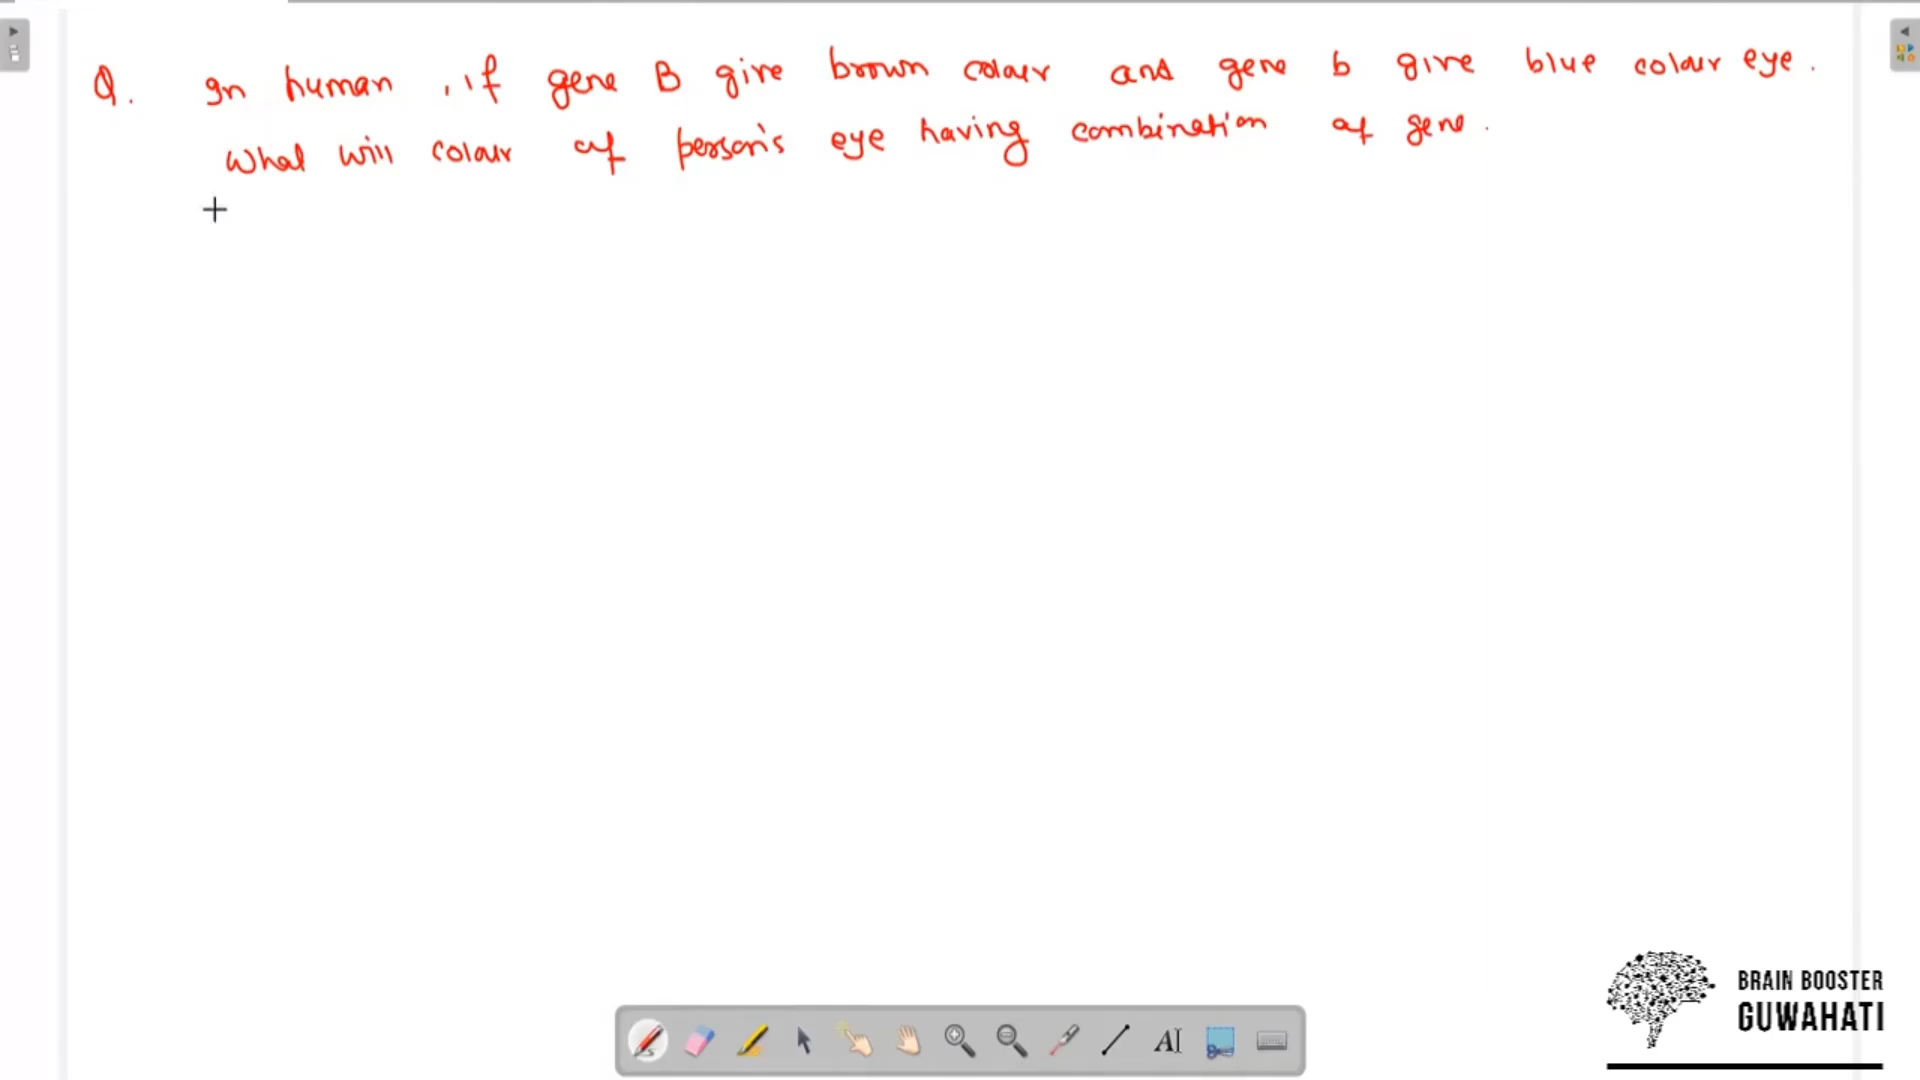 Q. In human, if gene B give brown colour and gene b give blue colour eye.
What will colour of person's eye having combination of gene.
AI
BRAIN BOOSTER
GUWAHATI